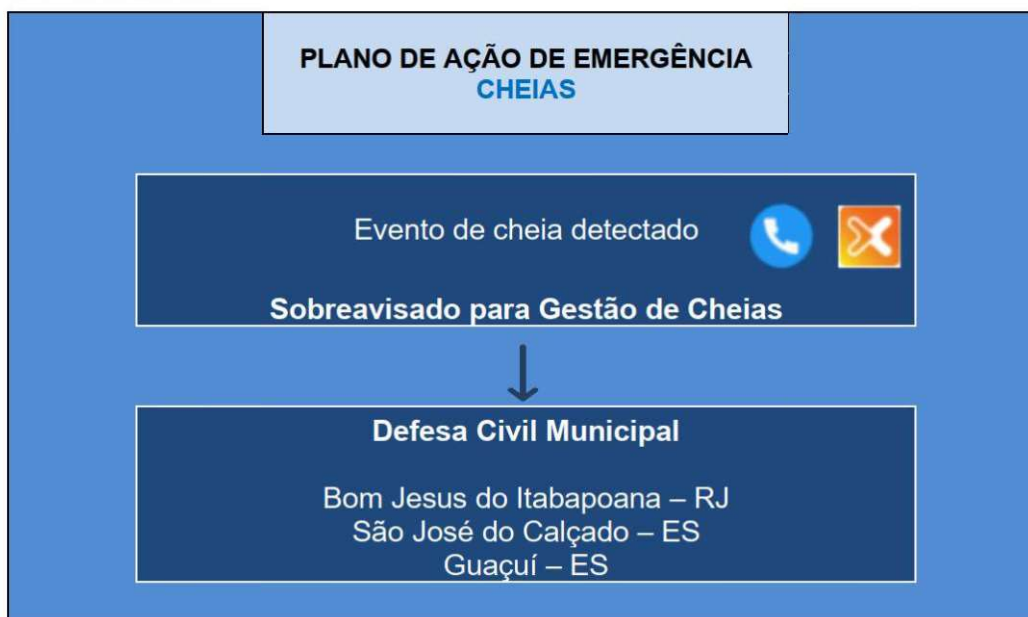 PLANO DE AÇÃO DE EMERGÊNCIA
CHEIAS
Evento de cheia detectado
Sobreavisado para Gestão de Cheias
Defesa Civil Municipal
Bom Jesus do Itabapoana – RJ
São José do Calçado – ES
Guaçuí – ES